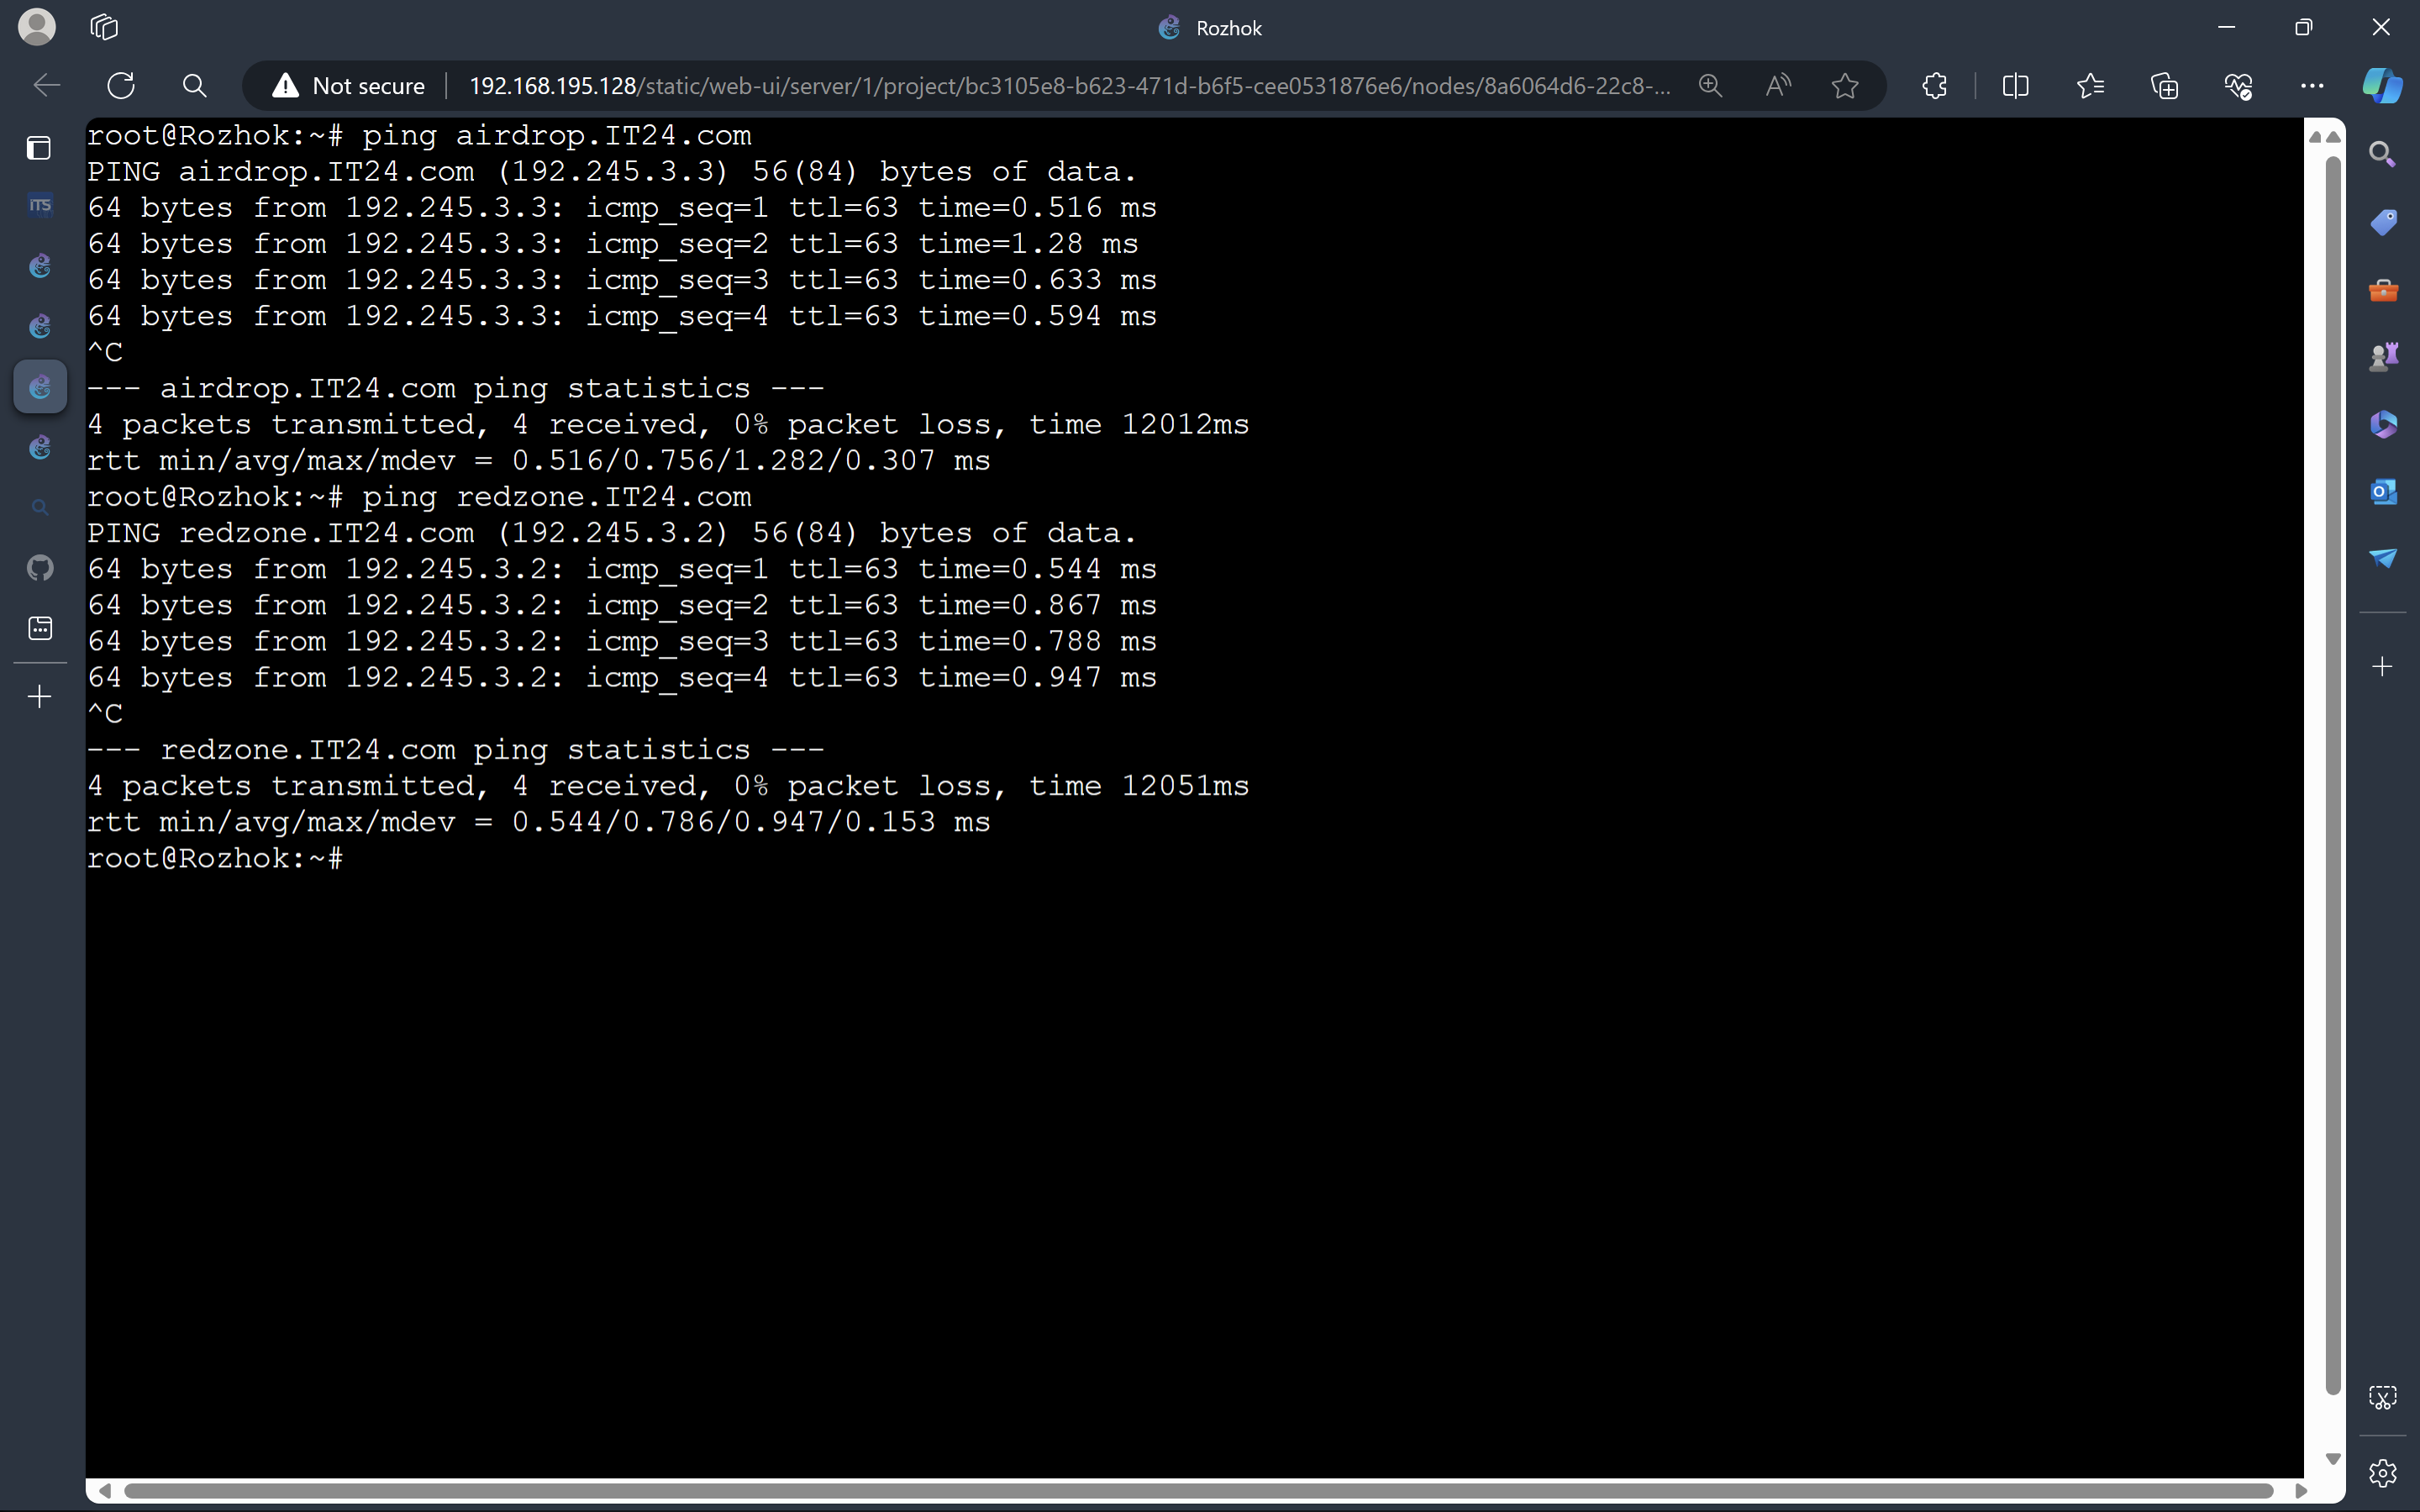 Rozhok
Not secure
192.168.195.128/static/web-ui/server/1/project/bc3105e8-b623-471d-b6f5-cee0531876e6/nodes/8a6064d6-22c8-...
ITS
root@Rozhok:~# ping airdrop.IT24.com
PING airdrop.IT24.com (192.245.3.3) 56(84) bytes of data.
64 bytes from 192.245.3.3: icmp_seq=1 ttl=63 time=0.516 ms
64 bytes from 192.245.3.3: icmp_seq=2 ttl=63 time=1.28 ms
64 bytes from 192.245.3.3: icmp_seq=3 ttl=63 time=0.633 ms
64 bytes from 192.245.3.3: icmp_seq=4 ttl=63 time=0.594 ms
^C
--- airdrop.IT24.com ping statistics ---
4 packets transmitted, 4 received, 0% packet loss, time 12012ms
rtt min/avg/max/mdev = 0.516/0.756/1.282/0.307 ms
root@Rozhok:~# ping redzone.IT24.com
PING redzone.IT24.com (192.245.3.2) 56(84) bytes of data.
64 bytes from 192.245.3.2: icmp_seq=1 ttl=63 time=0.544 ms
64 bytes from 192.245.3.2: icmp_seq=2 ttl=63 time=0.867 ms
64 bytes from 192.245.3.2: icmp_seq=3 ttl=63 time=0.788 ms
64 bytes from 192.245.3.2: icmp_seq=4 ttl=63 time=0.947 ms
^C
--- redzone.IT24.com ping statistics ---
4 packets transmitted, 4 received, 0% packet loss, time 12051ms
rtt min/avg/max/mdev = 0.544/0.786/0.947/0.153 ms
root@Rozhok:~#